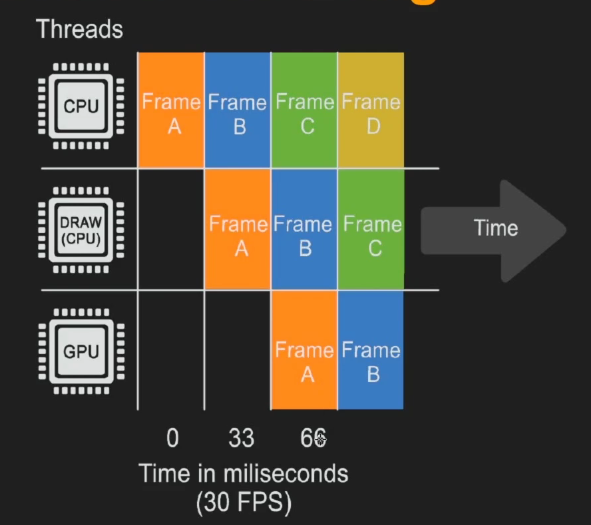 Threads
CPU
Frame A
Frame B
Frame C
Frame D
DRAW
(CPU)
Frame A
Frame B
Frame C
Time
GPU
Frame A
Frame B
0 33 66
Time in miliseconds
(30 FPS)